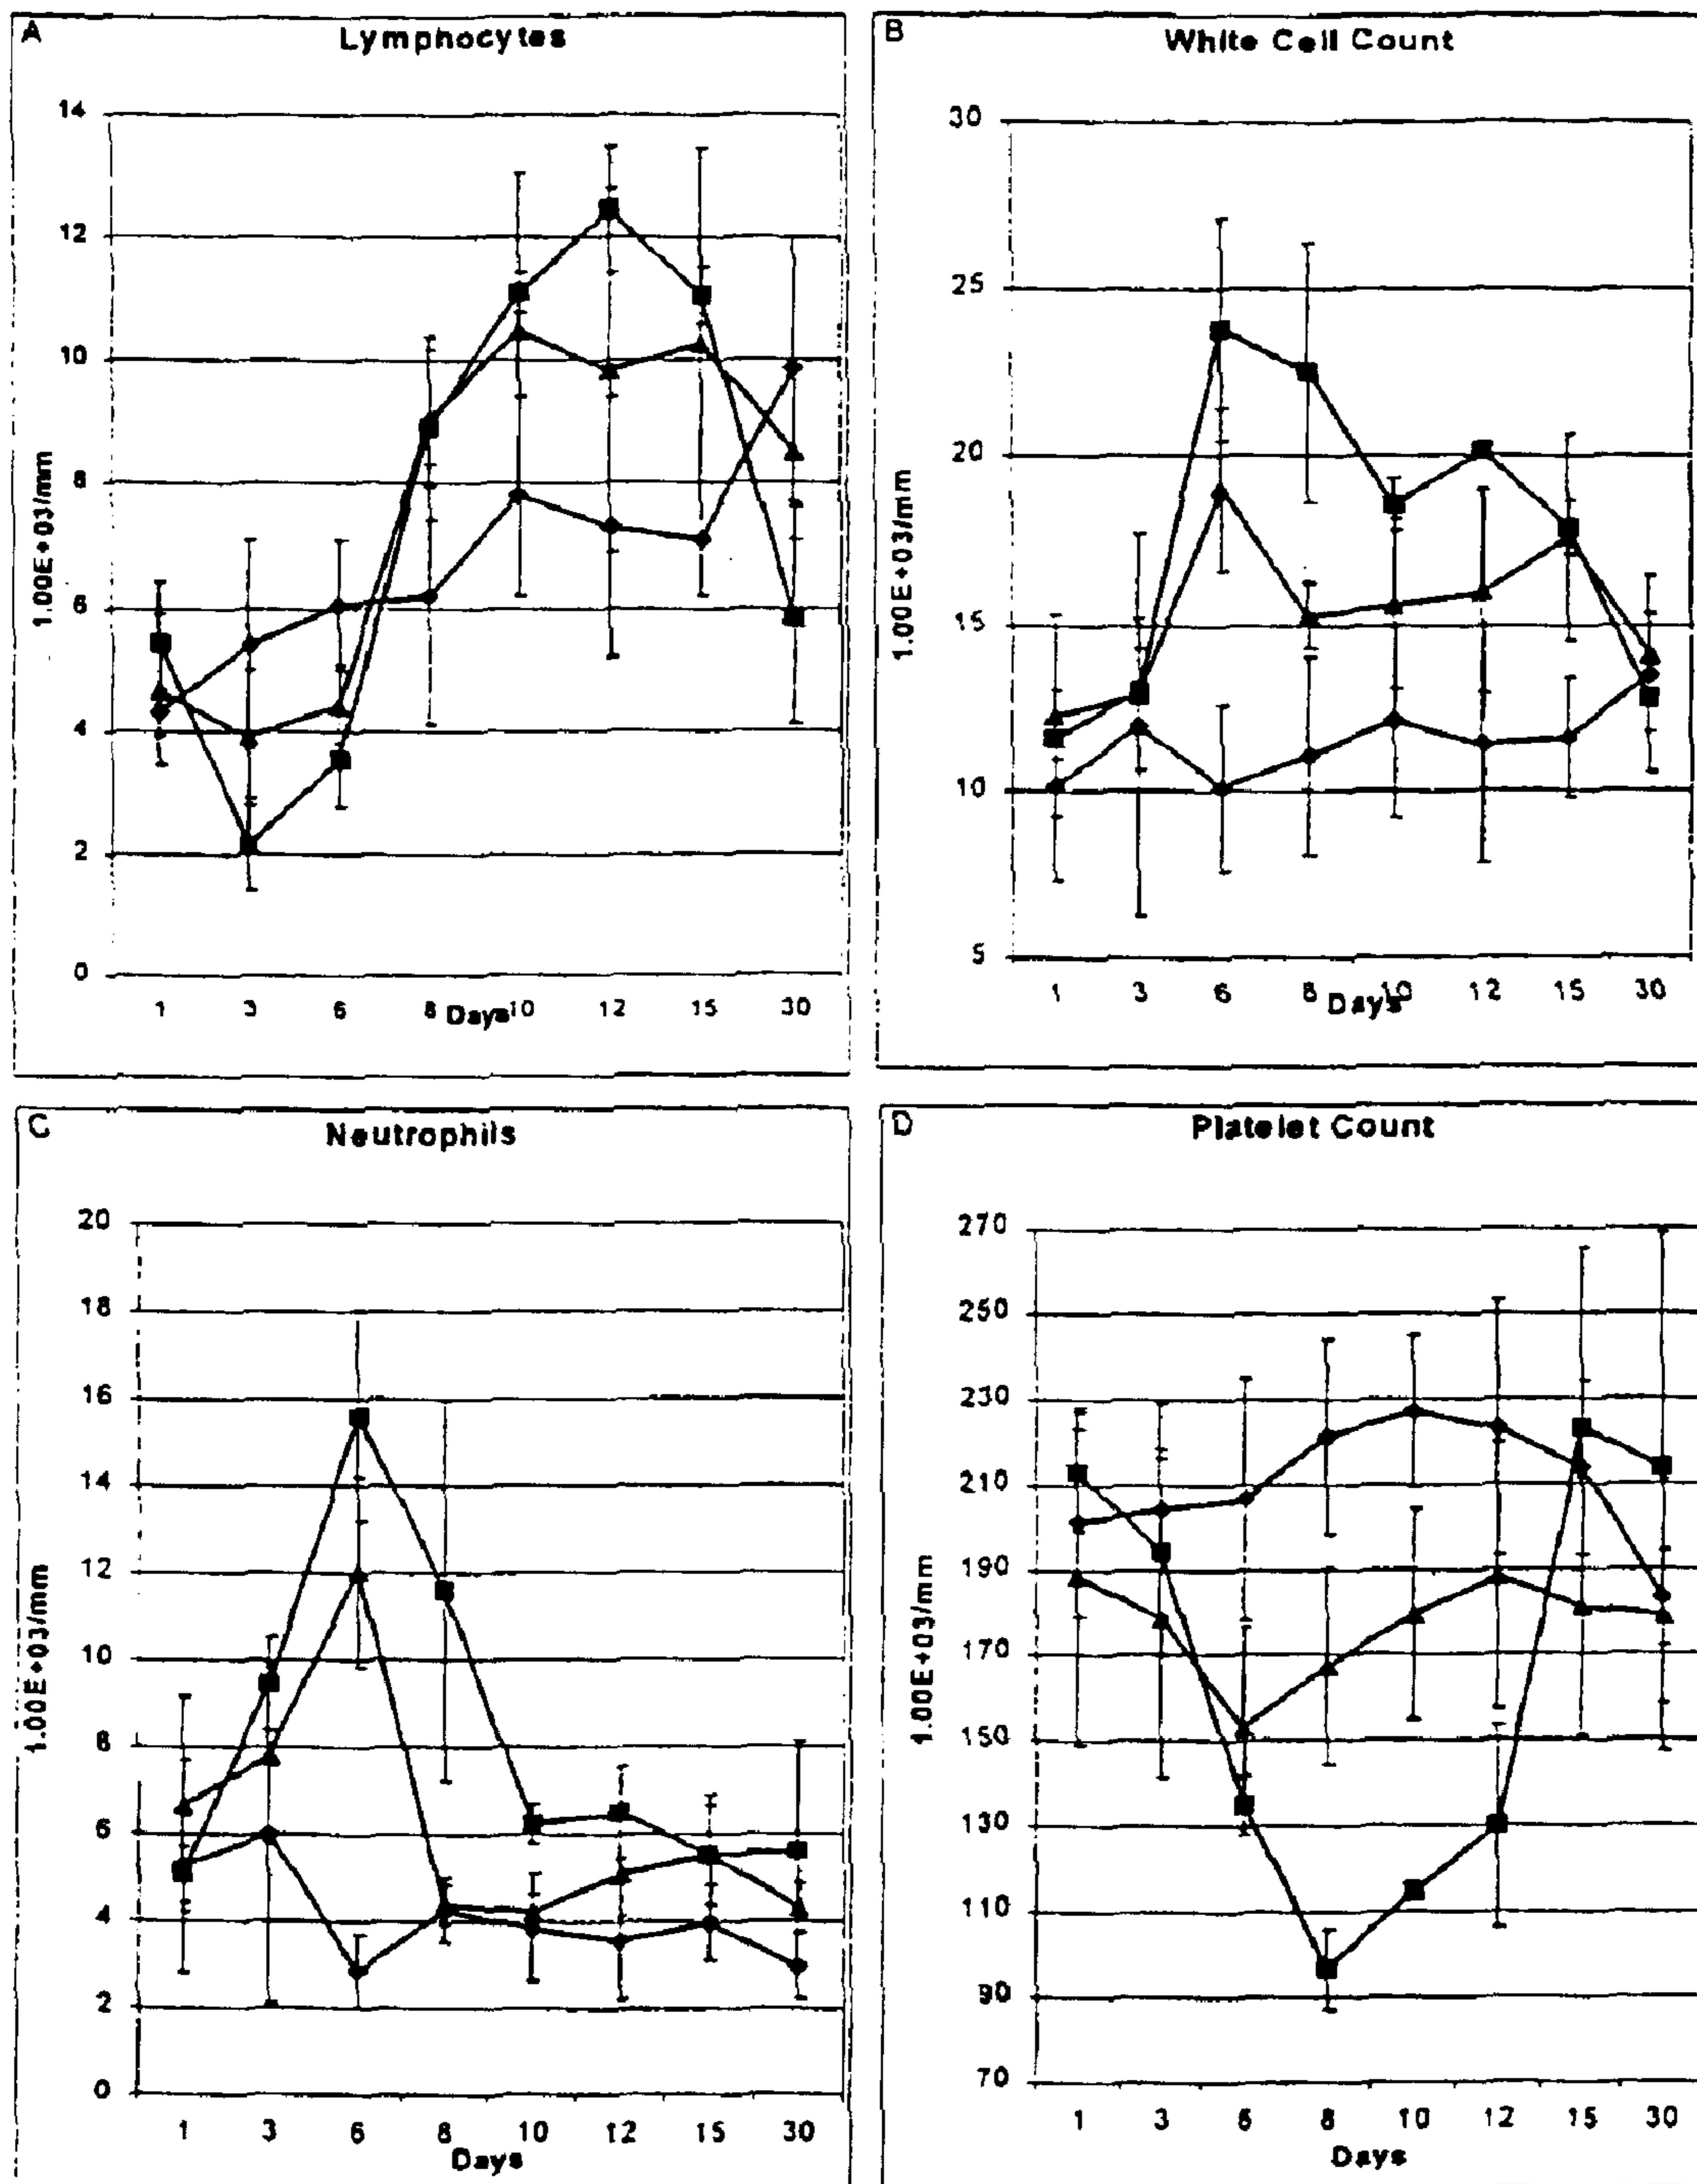 A
Lymphocytes
14
12
10
8
6
4
2
0
1.00E+03/mm
1 3 6 8 10 12 15 30
Days
B
White Cell Count
30
25
20
15
10
5
1.00E+03/mm
1 3 6 8 10 12 15 30
Days
C
Neutrophils
20
18
16
14
12
10
8
6
4
2
0
1.00E+03/mm
1 3 6 8 10 12 15 30
Days
D
Platelet Count
270
250
230
210
190
170
150
130
110
90
70
1.00E+03/mm
1 3 6 8 10 12 15 30
Days